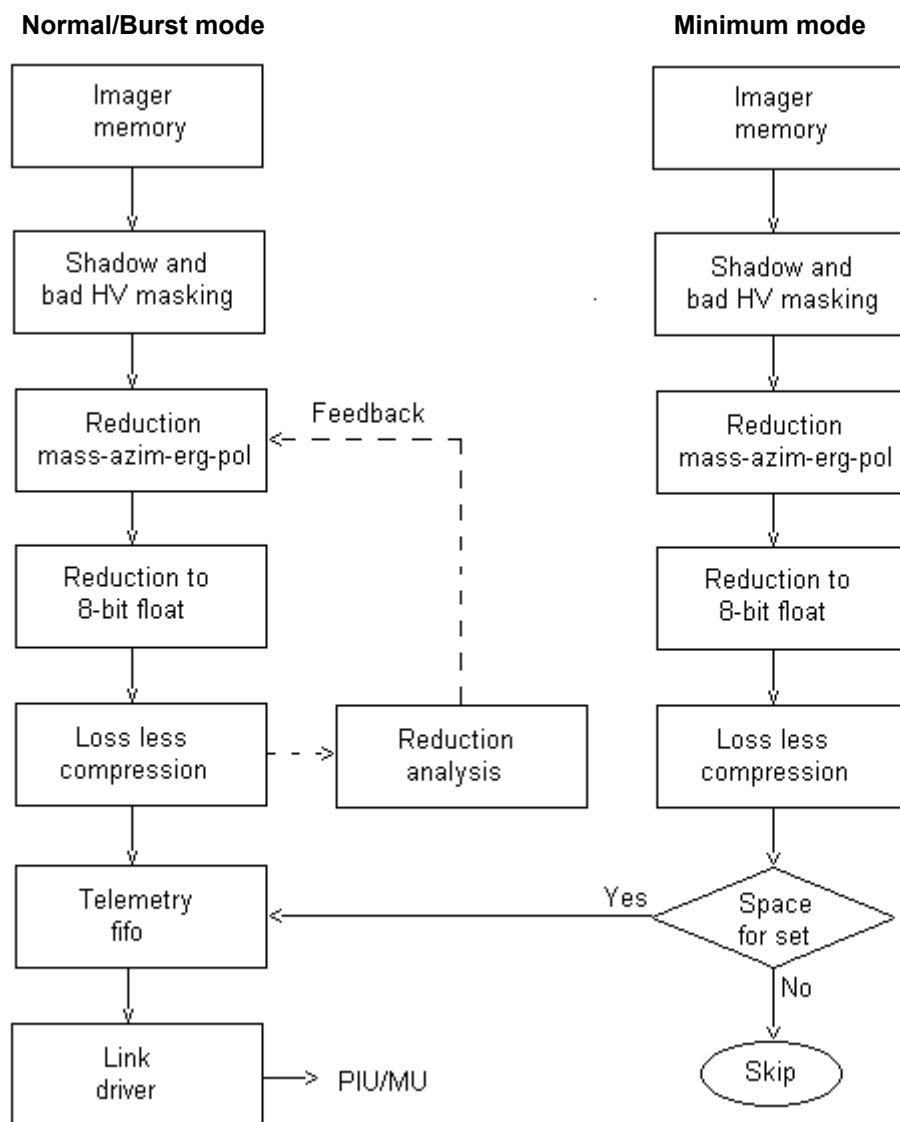 Normal/Burst mode
Imager
memory
Shadow and
bad HV masking
Reduction
mass-azim-erg-pol
Feedback
Reduction to
8-bit float
Loss less
compression
Reduction
analysis
Telemetry
fifo
Link
driver
PIU/MU
Minimum mode
Imager
memory
Shadow and
bad HV masking
Reduction
mass-azim-erg-pol
Reduction to
8-bit float
Loss less
compression
Space
for set
Yes
No
Skip